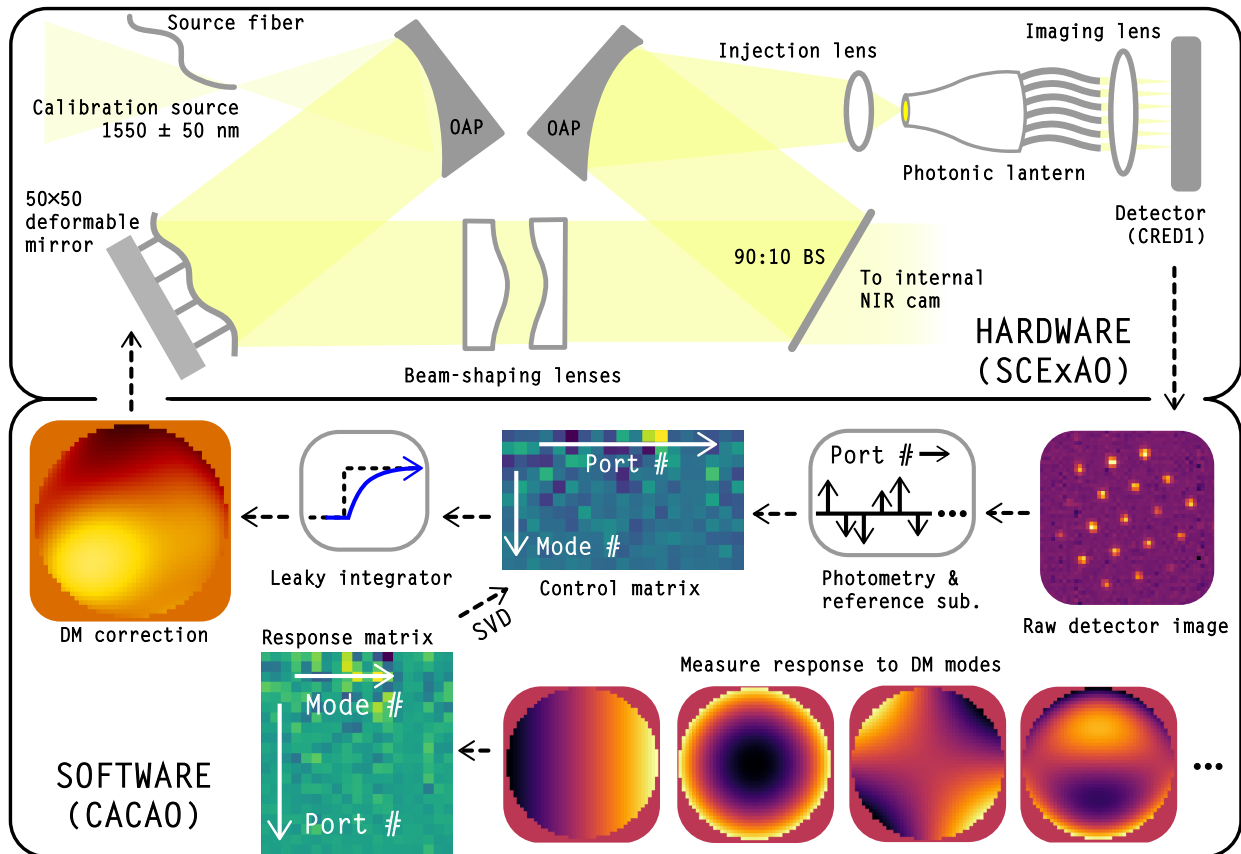 Source fiber
Calibration source
1550 ± 50 nm
OAP
OAP
Injection lens
Imaging lens
Photonic lantern
Detector
(CRED1)
50×50
deformable
mirror
90:10 BS
To internal
NIR cam
Beam-shaping lenses
HARDWARE
(SCExAO)
DM correction
Leaky integrator
Port #
Mode #
Control matrix
Port #
Photometry &
reference sub.
Raw detector image
SVD
Response matrix
Mode #
Port #
Measure response to DM modes
SOFTWARE
(CACAO)